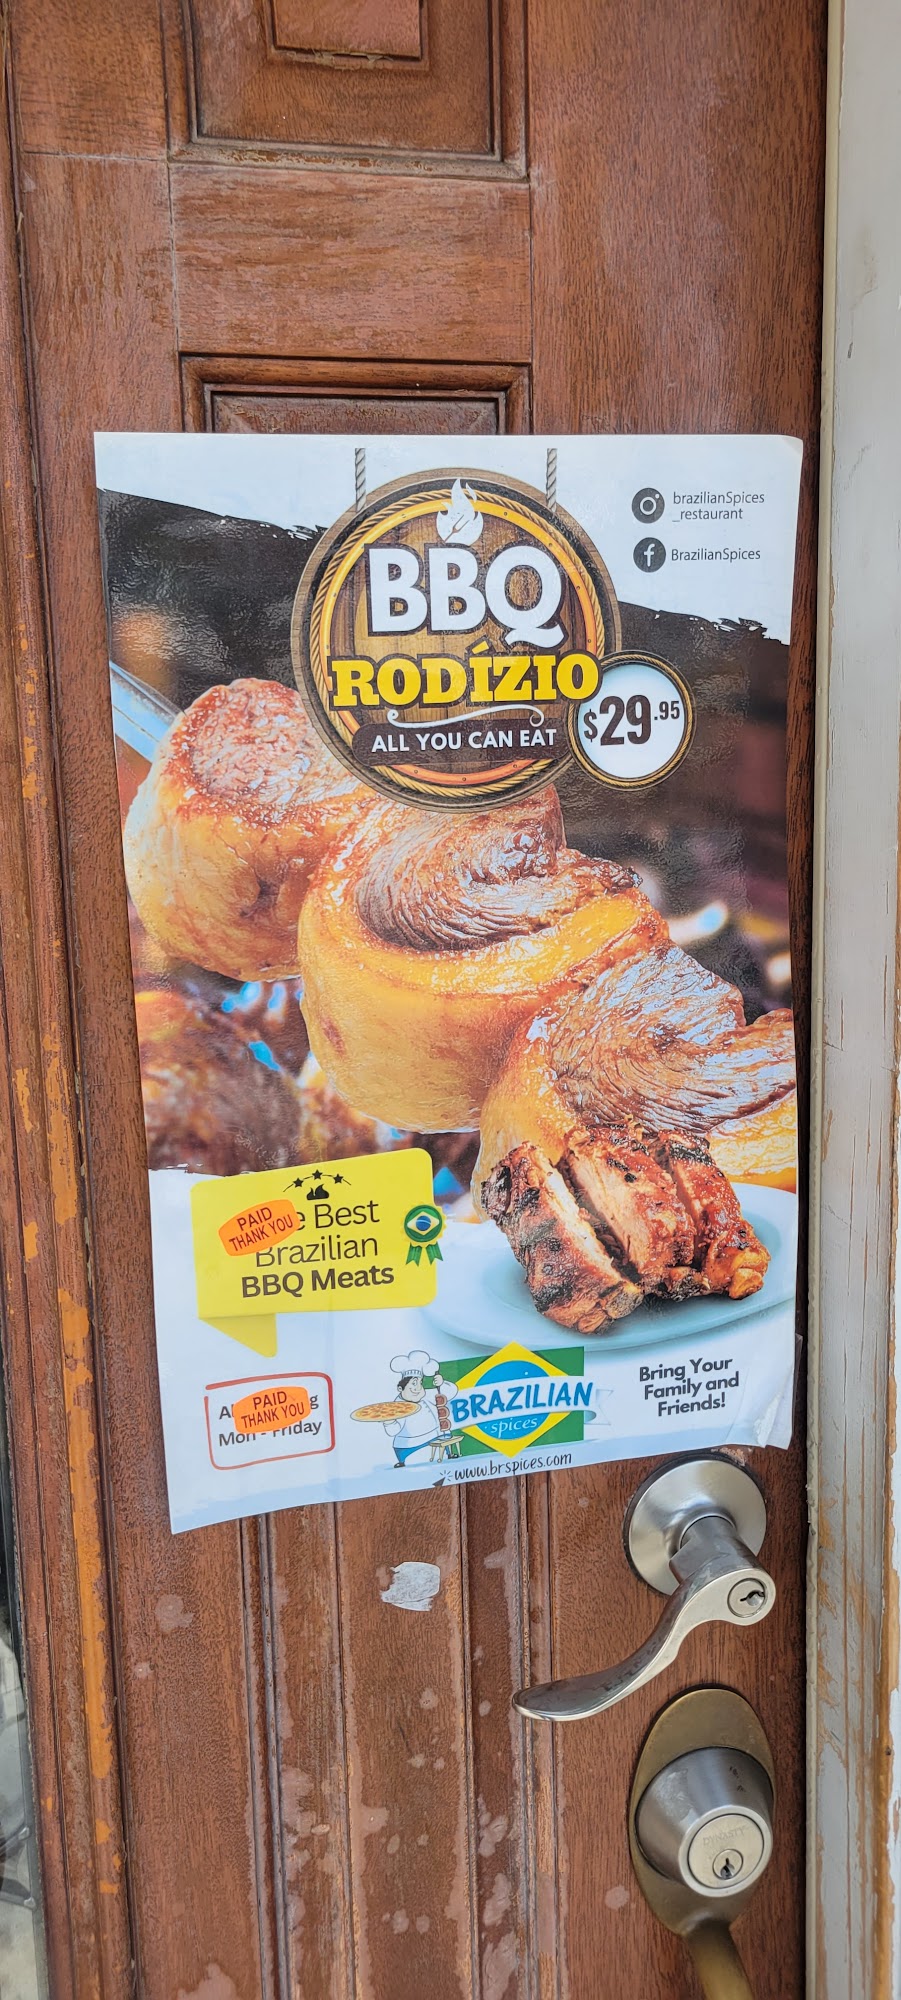 brazilianSpices
_restaurant
BrazilianSpices
BBQ
RODÍZIO
ALL YOU CAN EAT
$29.95
PAID
THANK YOU
e Best
Brazilian
BBQ Meats
PAID
THANK YOU
Mon - Friday
BRAZILIAN
spices
www.brspices.com
Bring Your
Family and
Friends!
DYNASTY